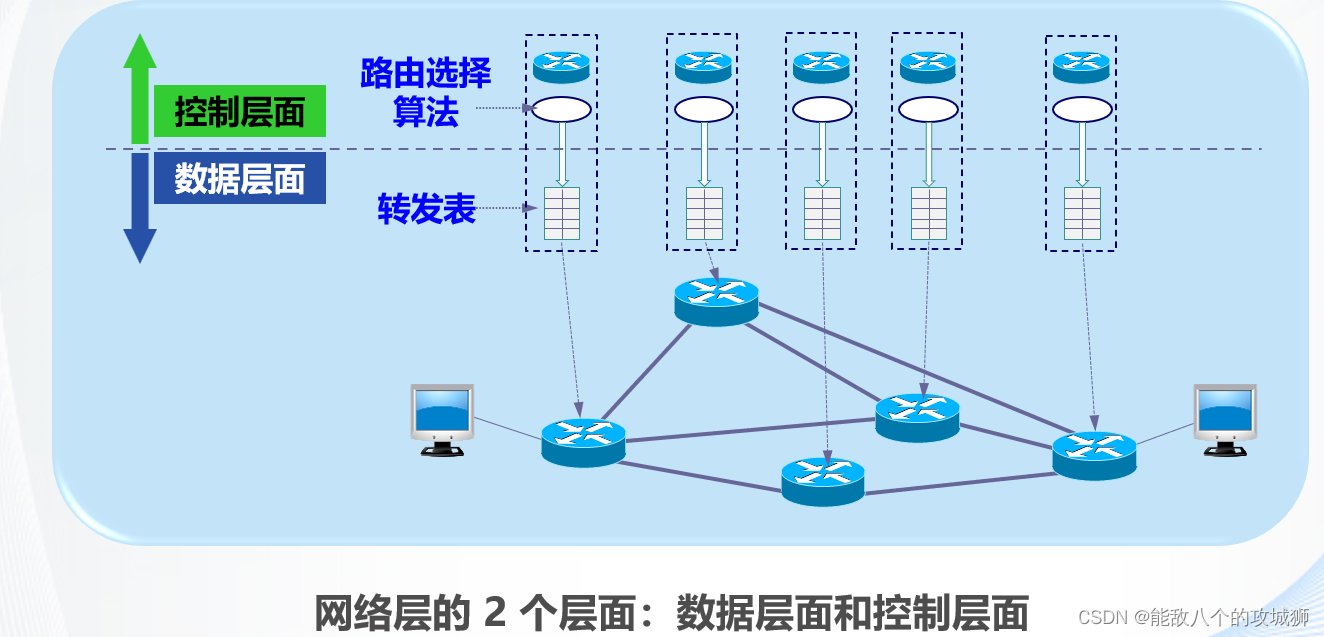 路由选择
算法
控制层面
数据层面
转发表
网络层的 2 个层面：数据层面和控制层面
CSDN @能敌八个的攻城狮